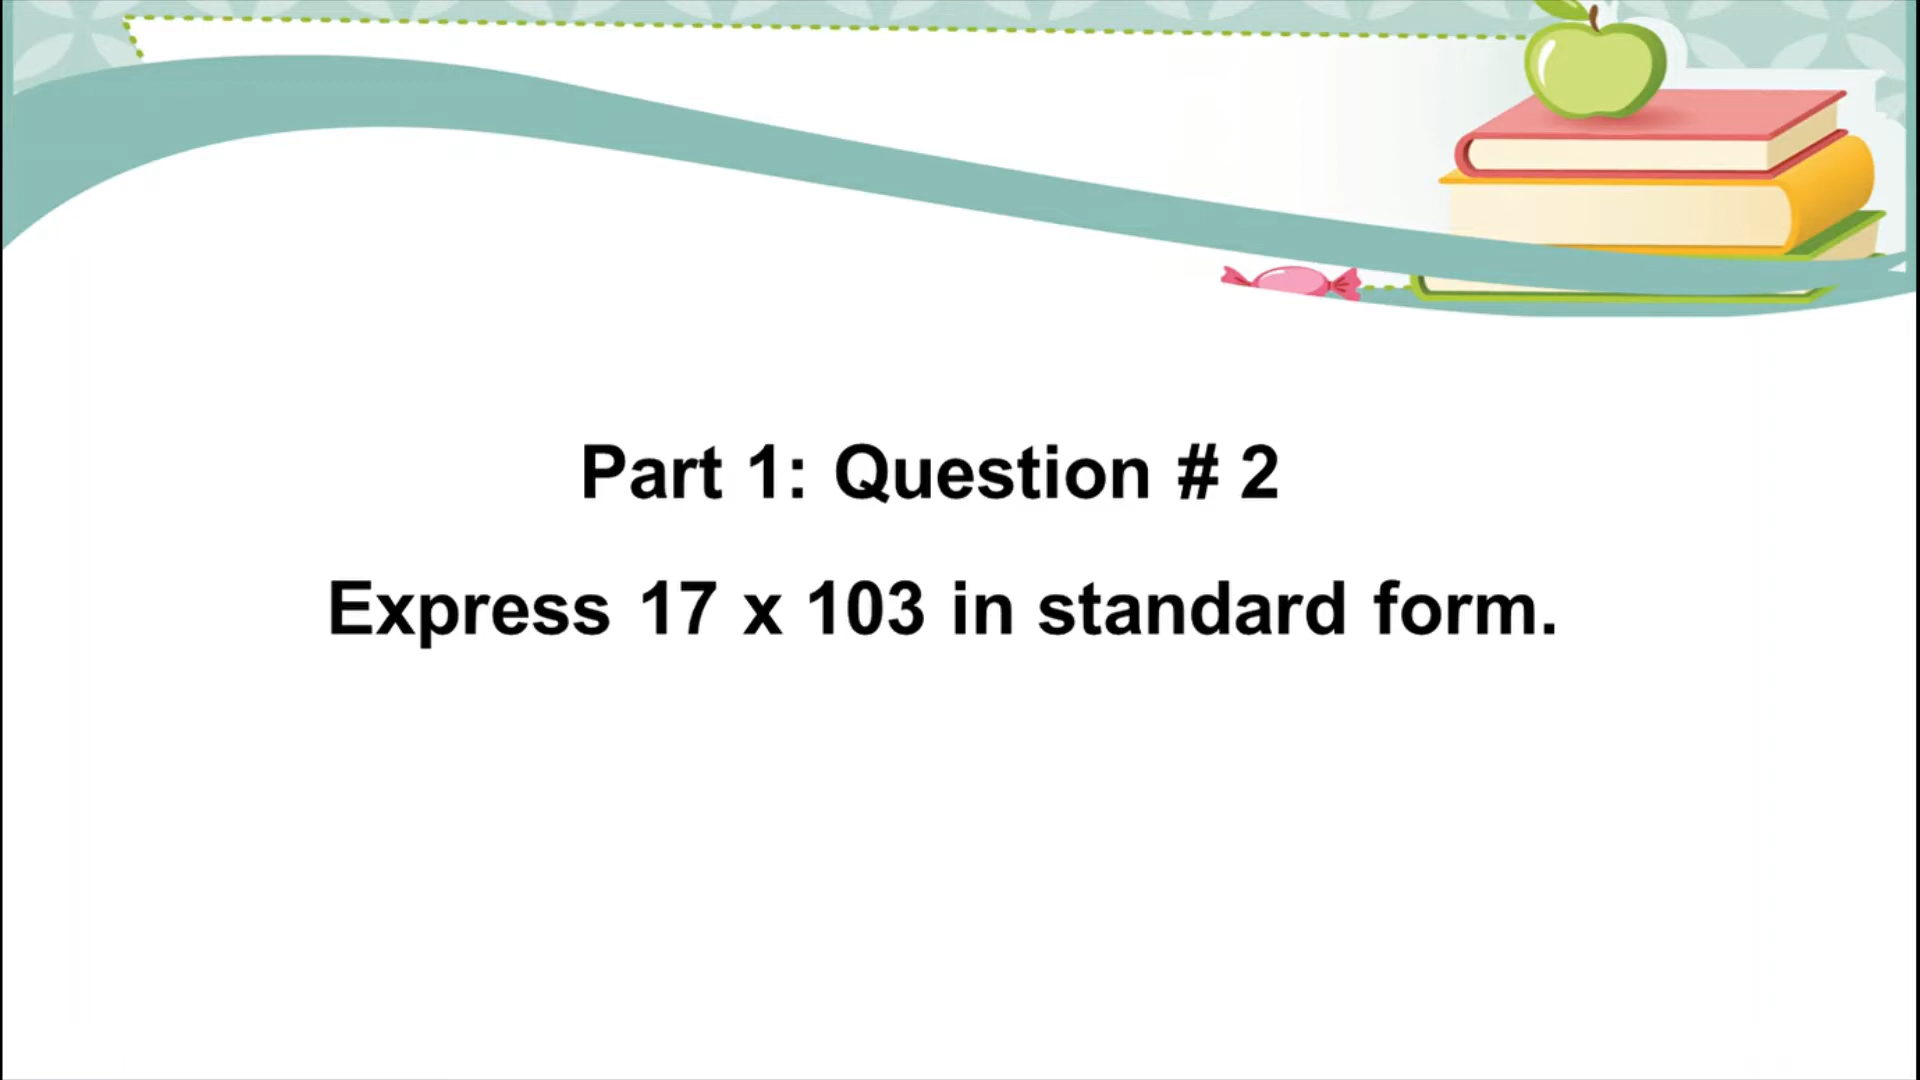 Part 1: Question # 2
Express 17 x 103 in standard form.